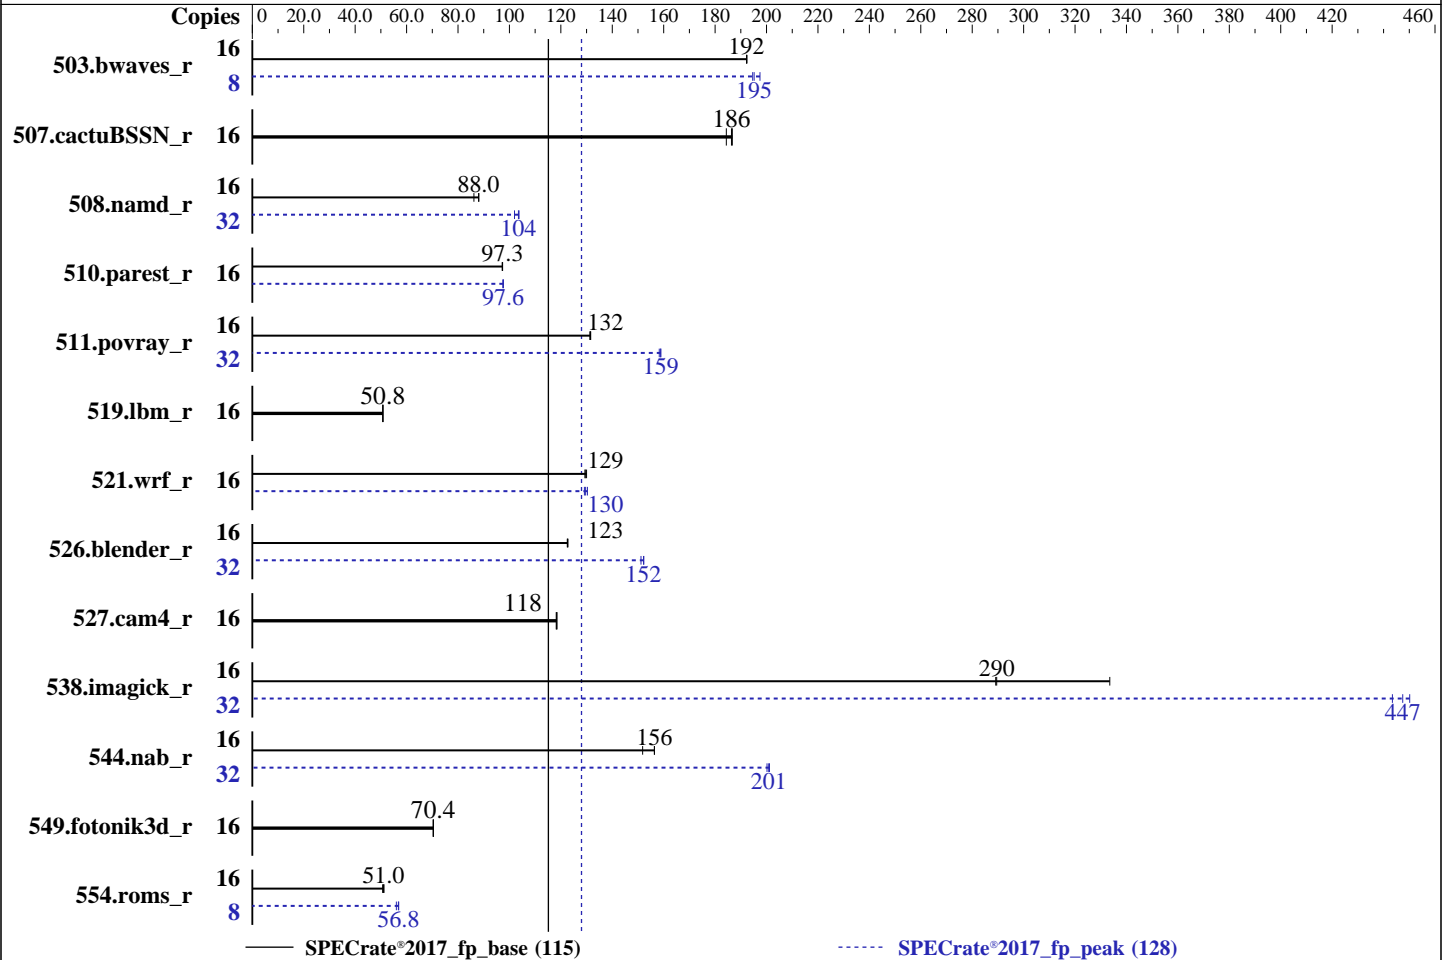 Copies 0 20.0 40.0 60.0 80.0 100 120 140 160 180 200 220 240 260 280 300 320 340 360 380 400 420 460
503.bwaves_r 16 192
8 195
507.cactuBSSN_r 16 186
508.namd_r 16 88.0
32 104
510.parest_r 16 97.3
97.6
511.povray_r 16 132
32 159
519.lbm_r 16 50.8
521.wrf_r 16 129
130
526.blender_r 16 123
32 152
527.cam4_r 16 118
538.imagick_r 16 290
32 447
544.nab_r 16 156
32 201
549.fotonik3d_r 16 70.4
554.roms_r 16 51.0
8 56.8
SPECrate®2017_fp_base (115) SPECrate®2017_fp_peak (128)